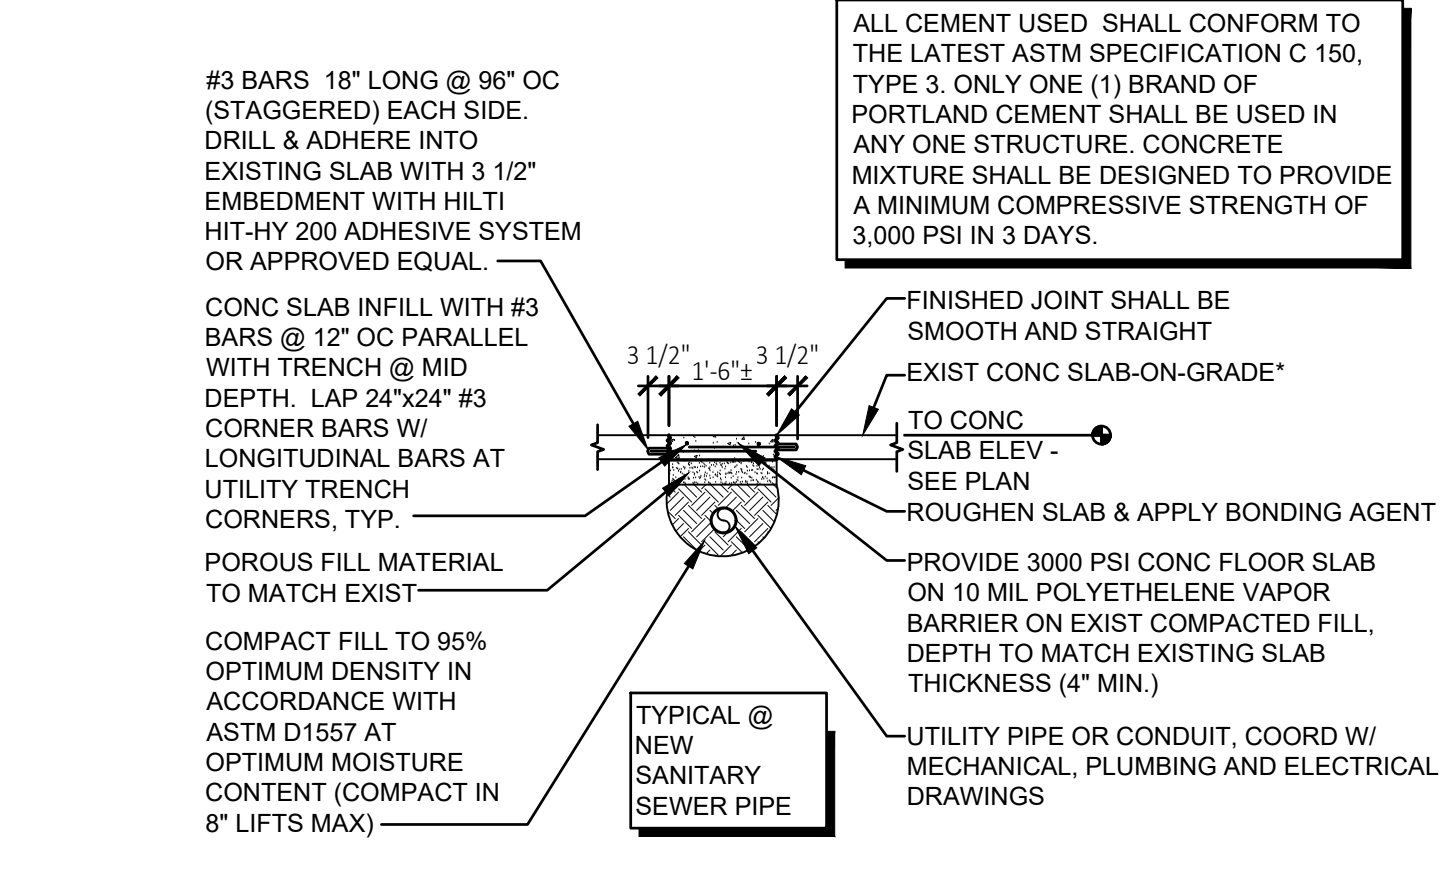 ALL CEMENT USED SHALL CONFORM TO
THE LATEST ASTM SPECIFICATION C 150,
TYPE 3. ONLY ONE (1) BRAND OF
PORTLAND CEMENT SHALL BE USED IN
ANY ONE STRUCTURE. CONCRETE
MIXTURE SHALL BE DESIGNED TO PROVIDE
A MINIMUM COMPRESSIVE STRENGTH OF
3,000 PSI IN 3 DAYS.
#3 BARS 18" LONG @ 96" OC
(STAGGERED) EACH SIDE.
DRILL & ADHERE INTO
EXISTING SLAB WITH 3 1/2"
EMBEDMENT WITH HILTI
HIT-HY 200 ADHESIVE SYSTEM
OR APPROVED EQUAL.
CONC SLAB INFILL WITH #3
BARS @ 12" OC PARALLEL
WITH TRENCH @ MID
DEPTH. LAP 24"x24" #3
CORNER BARS W/
LONGITUDINAL BARS AT
UTILITY TRENCH
CORNERS, TYP.
POROUS FILL MATERIAL
TO MATCH EXIST
COMPACT FILL TO 95%
OPTIMUM DENSITY IN
ACCORDANCE WITH
ASTM D1557 AT
OPTIMUM MOISTURE
CONTENT (COMPACT IN
8" LIFTS MAX)
3 1/2" 1'-6"± 3 1/2"
TYPICAL @
NEW
SANITARY
SEWER PIPE
FINISHED JOINT SHALL BE
SMOOTH AND STRAIGHT
EXIST CONC SLAB-ON-GRADE*
TO CONC
SLAB ELEV -
SEE PLAN
ROUGHEN SLAB & APPLY BONDING AGENT
PROVIDE 3000 PSI CONC FLOOR SLAB
ON 10 MIL POLYETHELENE VAPOR
BARRIER ON EXIST COMPACTED FILL,
DEPTH TO MATCH EXISTING SLAB
THICKNESS (4" MIN.)
UTILITY PIPE OR CONDUIT, COORD W/
MECHANICAL, PLUMBING AND ELECTRICAL
DRAWINGS